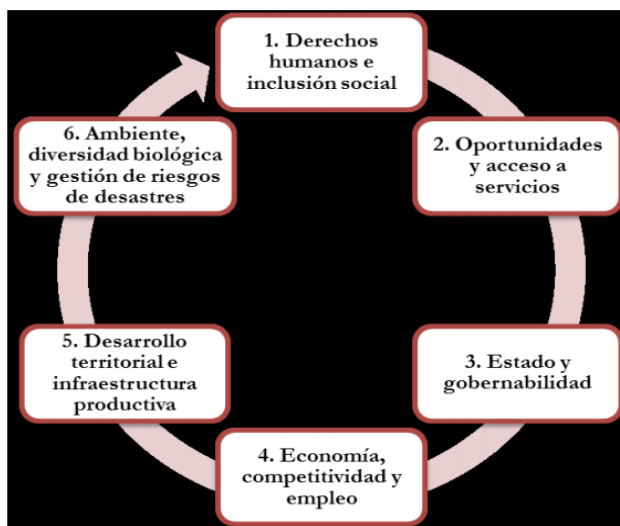 1. Derechos
humanos e
inclusión social
2. Oportunidades
y acceso a
servicios
3. Estado y
gobernabilidad
4. Economía,
competitividad y
empleo
5. Desarrollo
territorial e
infraestructura
productiva
6. Ambiente,
diversidad biológica
y gestión de riesgos
de desastres